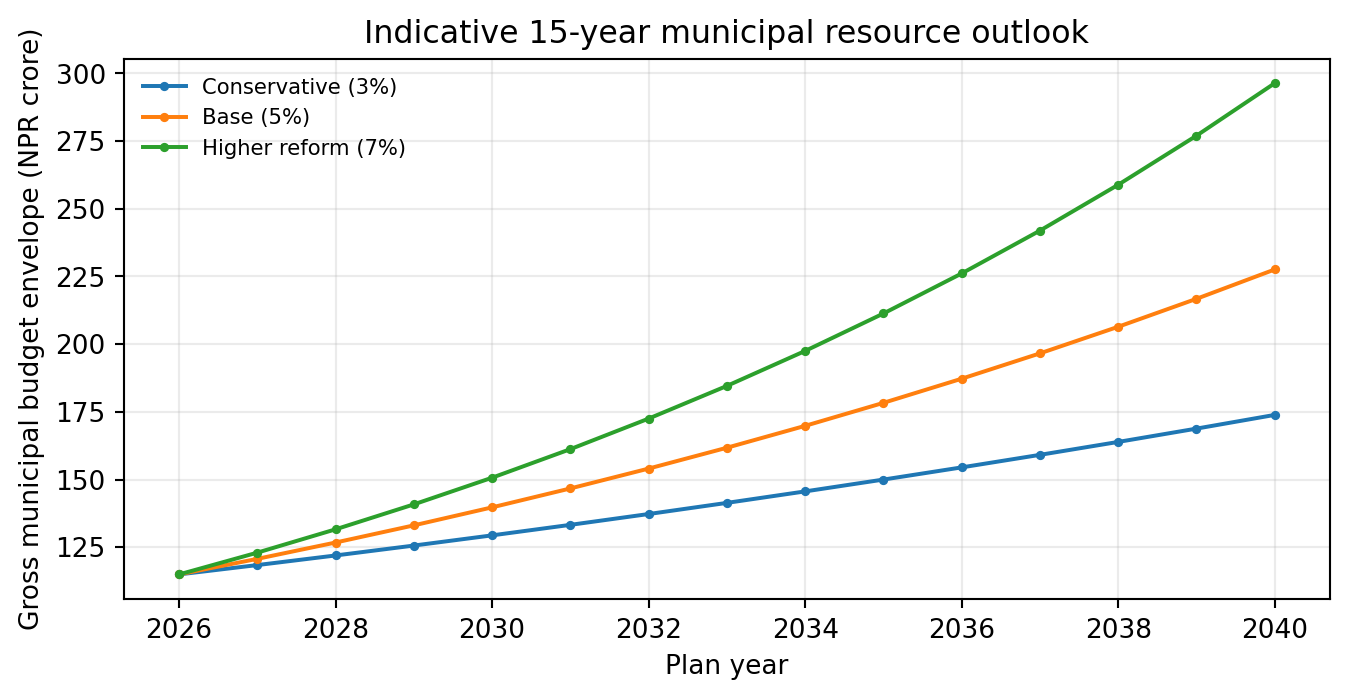 Indicative 15-year municipal resource outlook
Gross municipal budget envelope (NPR crore)
300
275
250
225
200
175
150
125
Conservative (3%)
Base (5%)
Higher reform (7%)
2026 2028 2030 2032 2034 2036 2038 2040
Plan year